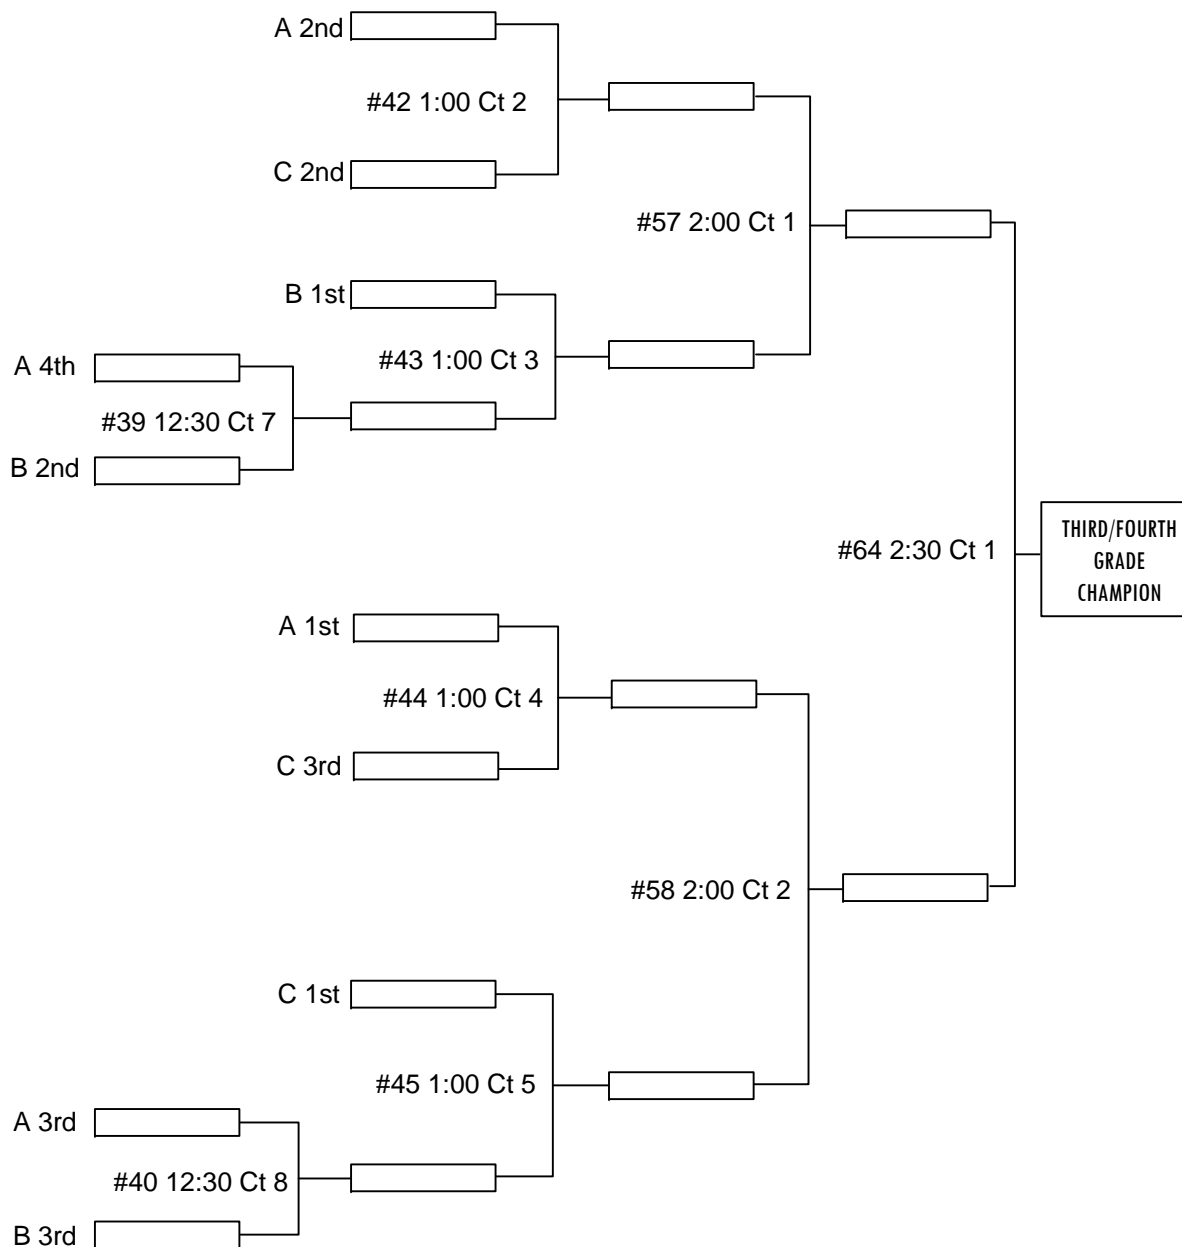 A 2nd
#42 1:00 Ct 2
C 2nd
#57 2:00 Ct 1
B 1st
#43 1:00 Ct 3
A 4th
#39 12:30 Ct 7
B 2nd
#64 2:30 Ct 1
THIRD/FOURTH
GRADE
CHAMPION
A 1st
#44 1:00 Ct 4
C 3rd
#58 2:00 Ct 2
C 1st
#45 1:00 Ct 5
A 3rd
#40 12:30 Ct 8
B 3rd